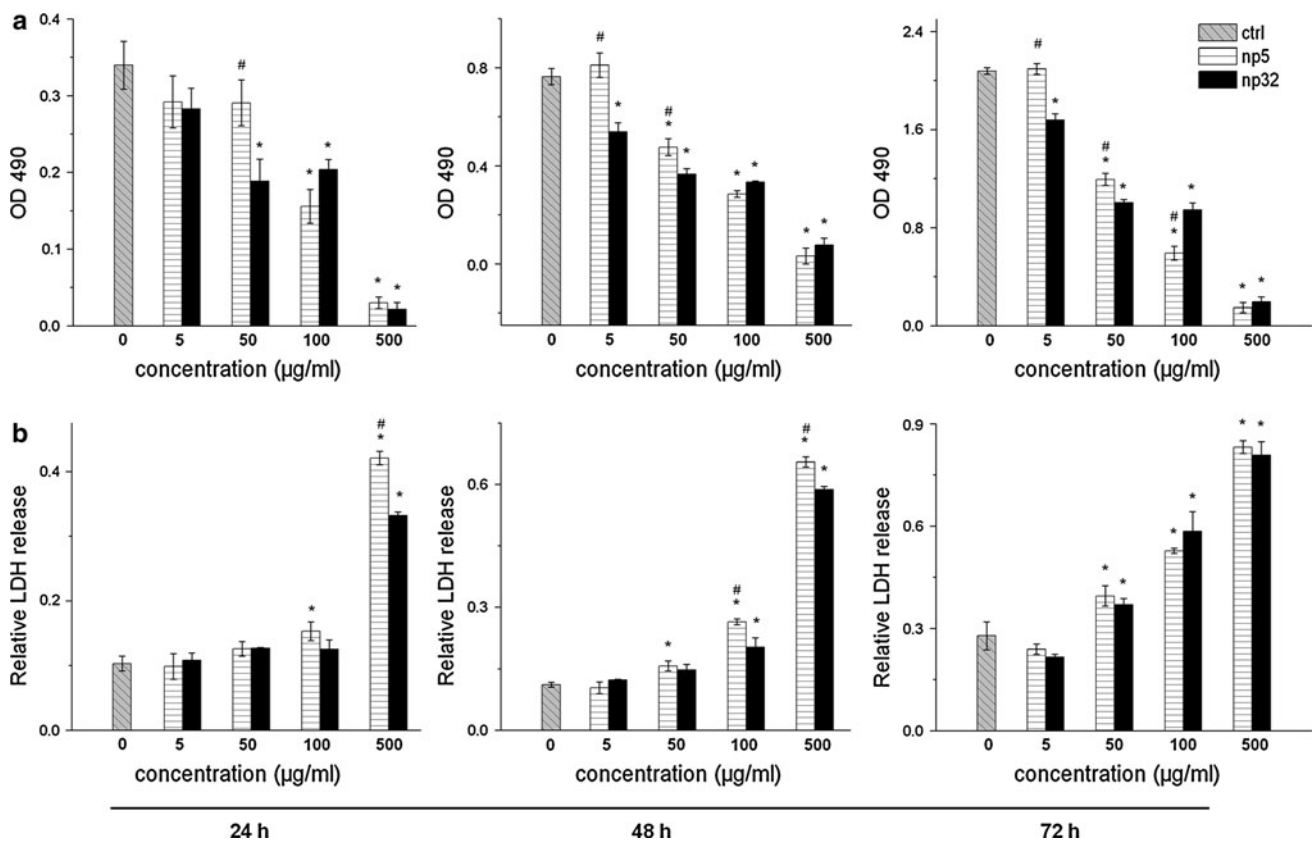 a
OD 490
0.4
0.3
0.2
0.1
0.0
#
*
*
*
*
*
0 5 50 100 500
concentration (µg/ml)
OD 490
0.8
0.4
0.0
#
*
#
*
*
*
*
*
*
0 5 50 100 500
concentration (µg/ml)
OD 490
2.4
1.6
0.8
0.0
#
*
#
*
*
#
*
*
*
*
0 5 50 100 500
concentration (µg/ml)
ctrl
np5
np32
b
Relative LDH release
0.4
0.2
0.0
*
#
*
*
0 5 50 100 500
concentration (µg/ml)
Relative LDH release
0.6
0.3
0.0
*
#
*
*
#
*
*
0 5 50 100 500
concentration (µg/ml)
Relative LDH release
0.9
0.6
0.3
0.0
*
*
*
*
*
*
0 5 50 100 500
concentration (µg/ml)
24 h 48 h 72 h